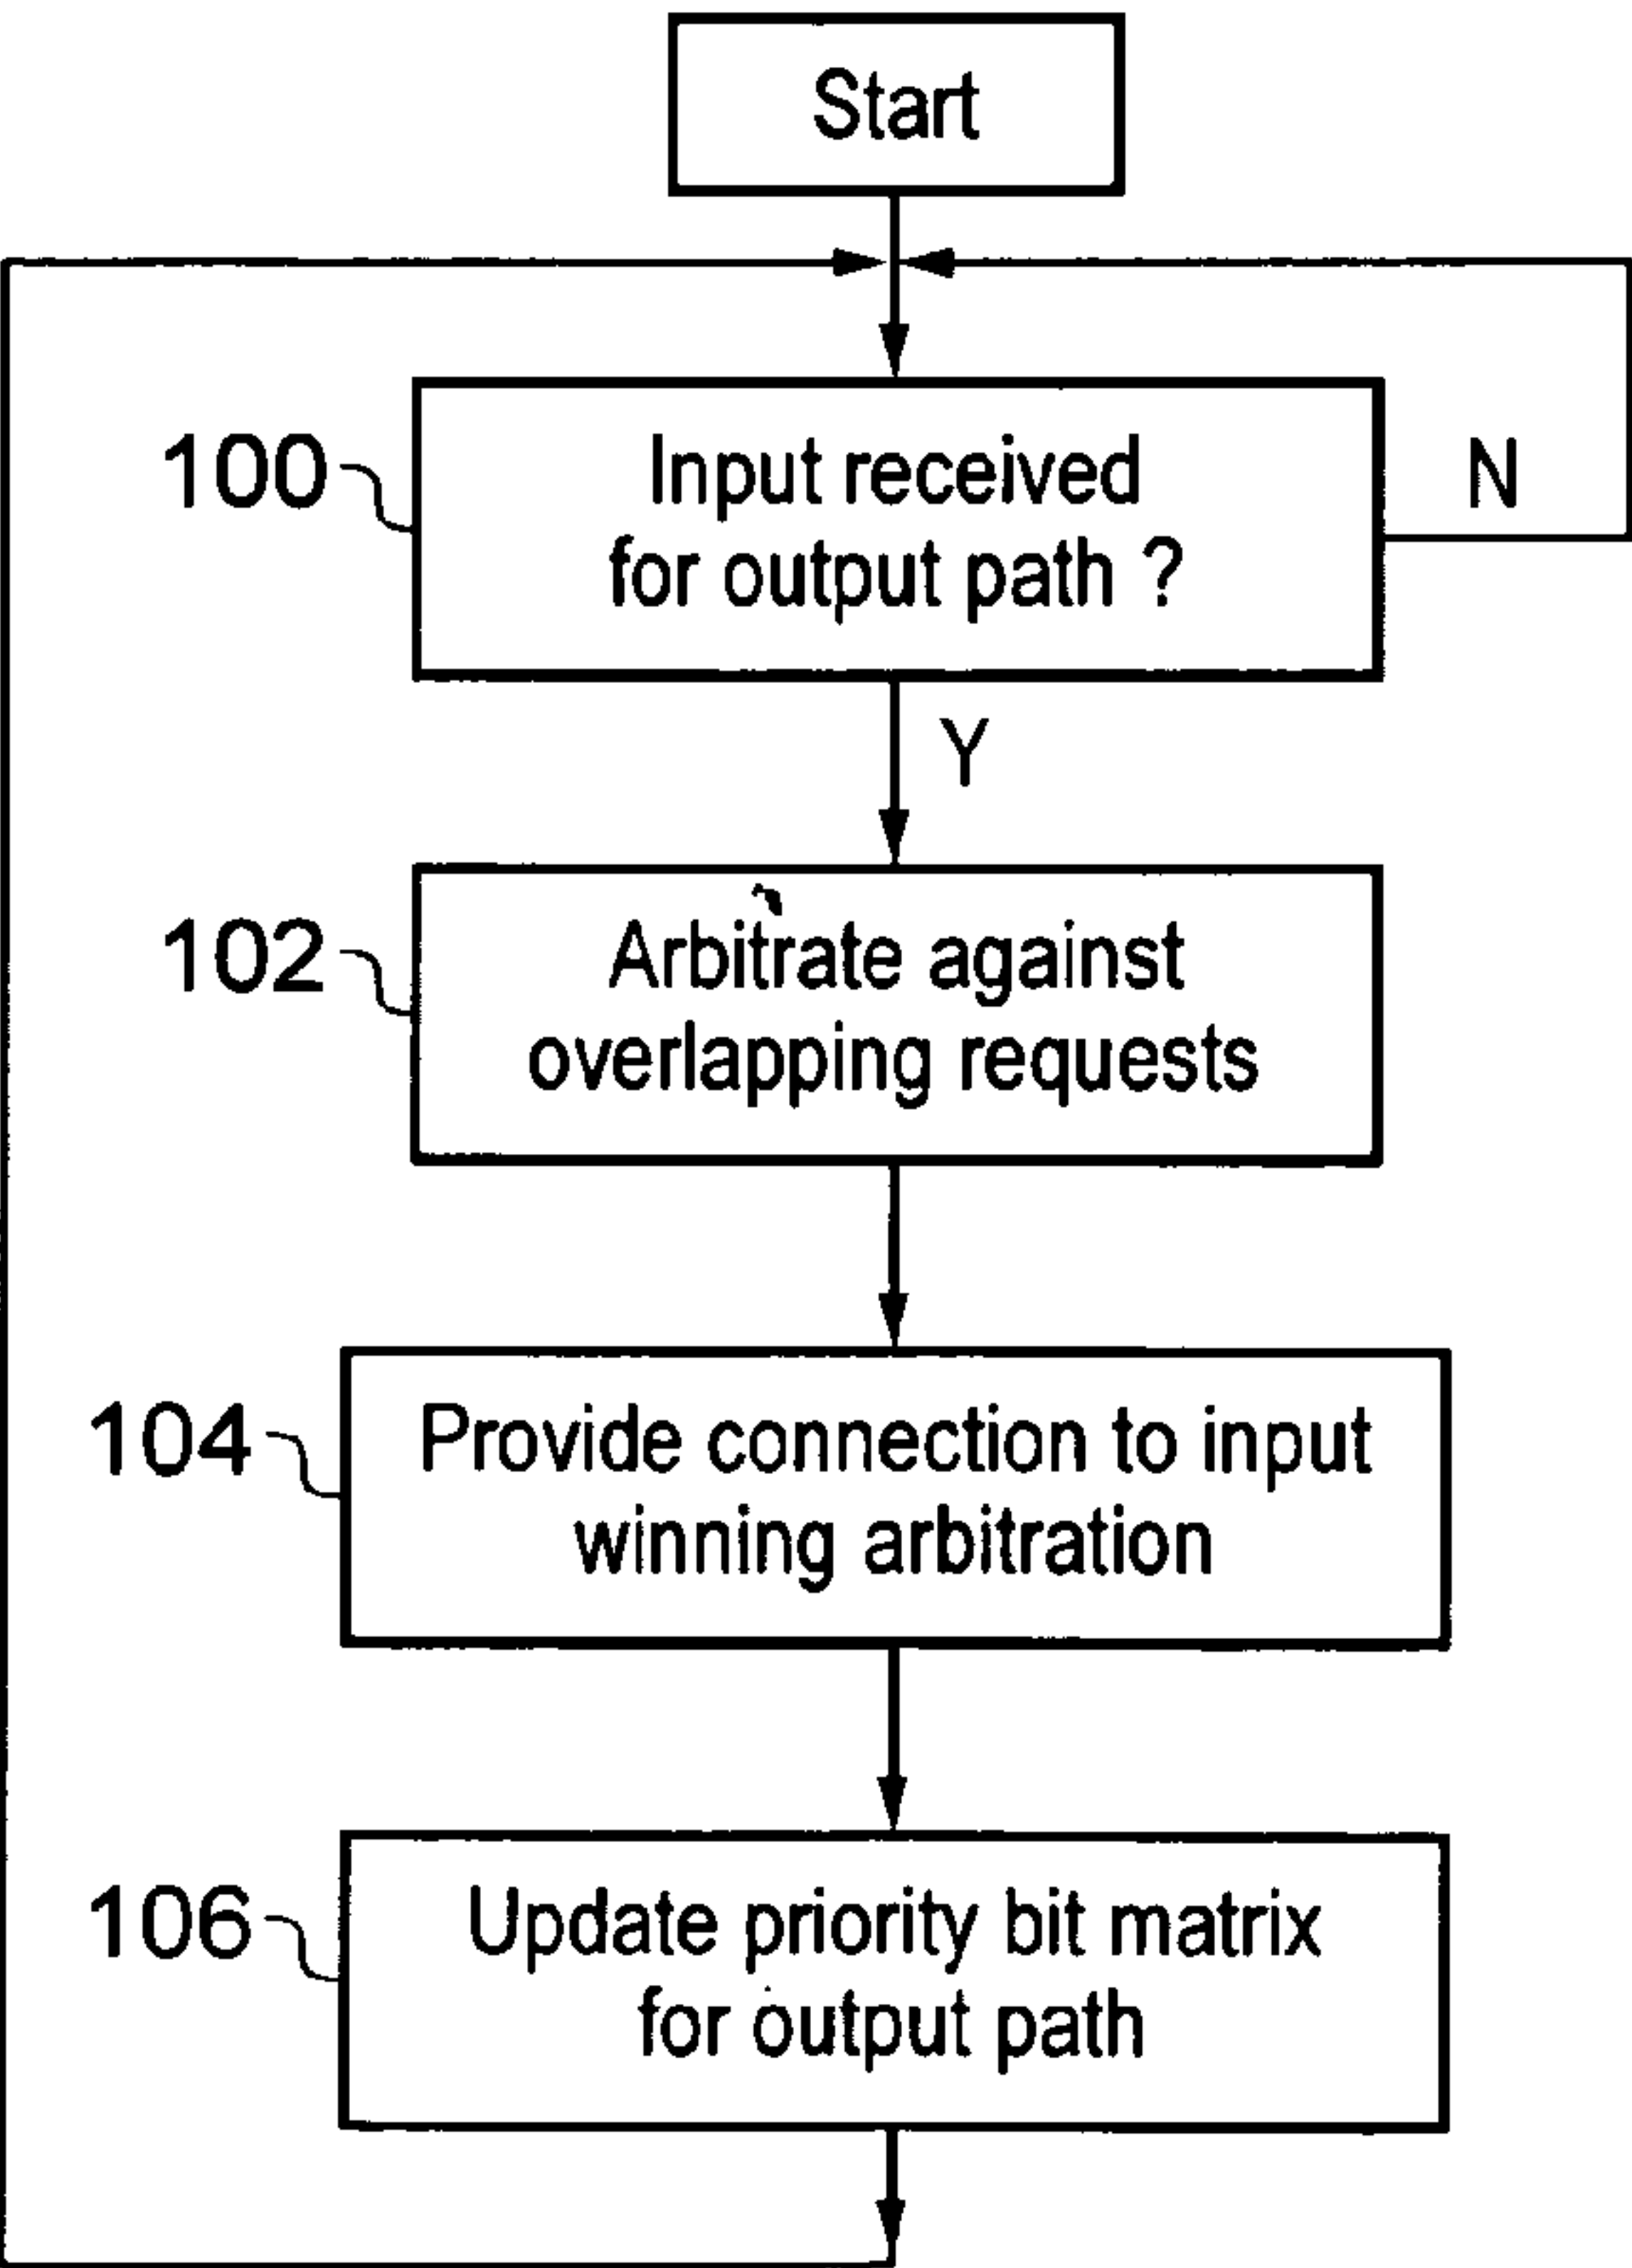 Start
100
Input received
for output path ?
N
Y
102
Arbitrate against
overlapping requests
104
Provide connection to input
winning arbitration
106
Update priority bit matrix
for output path